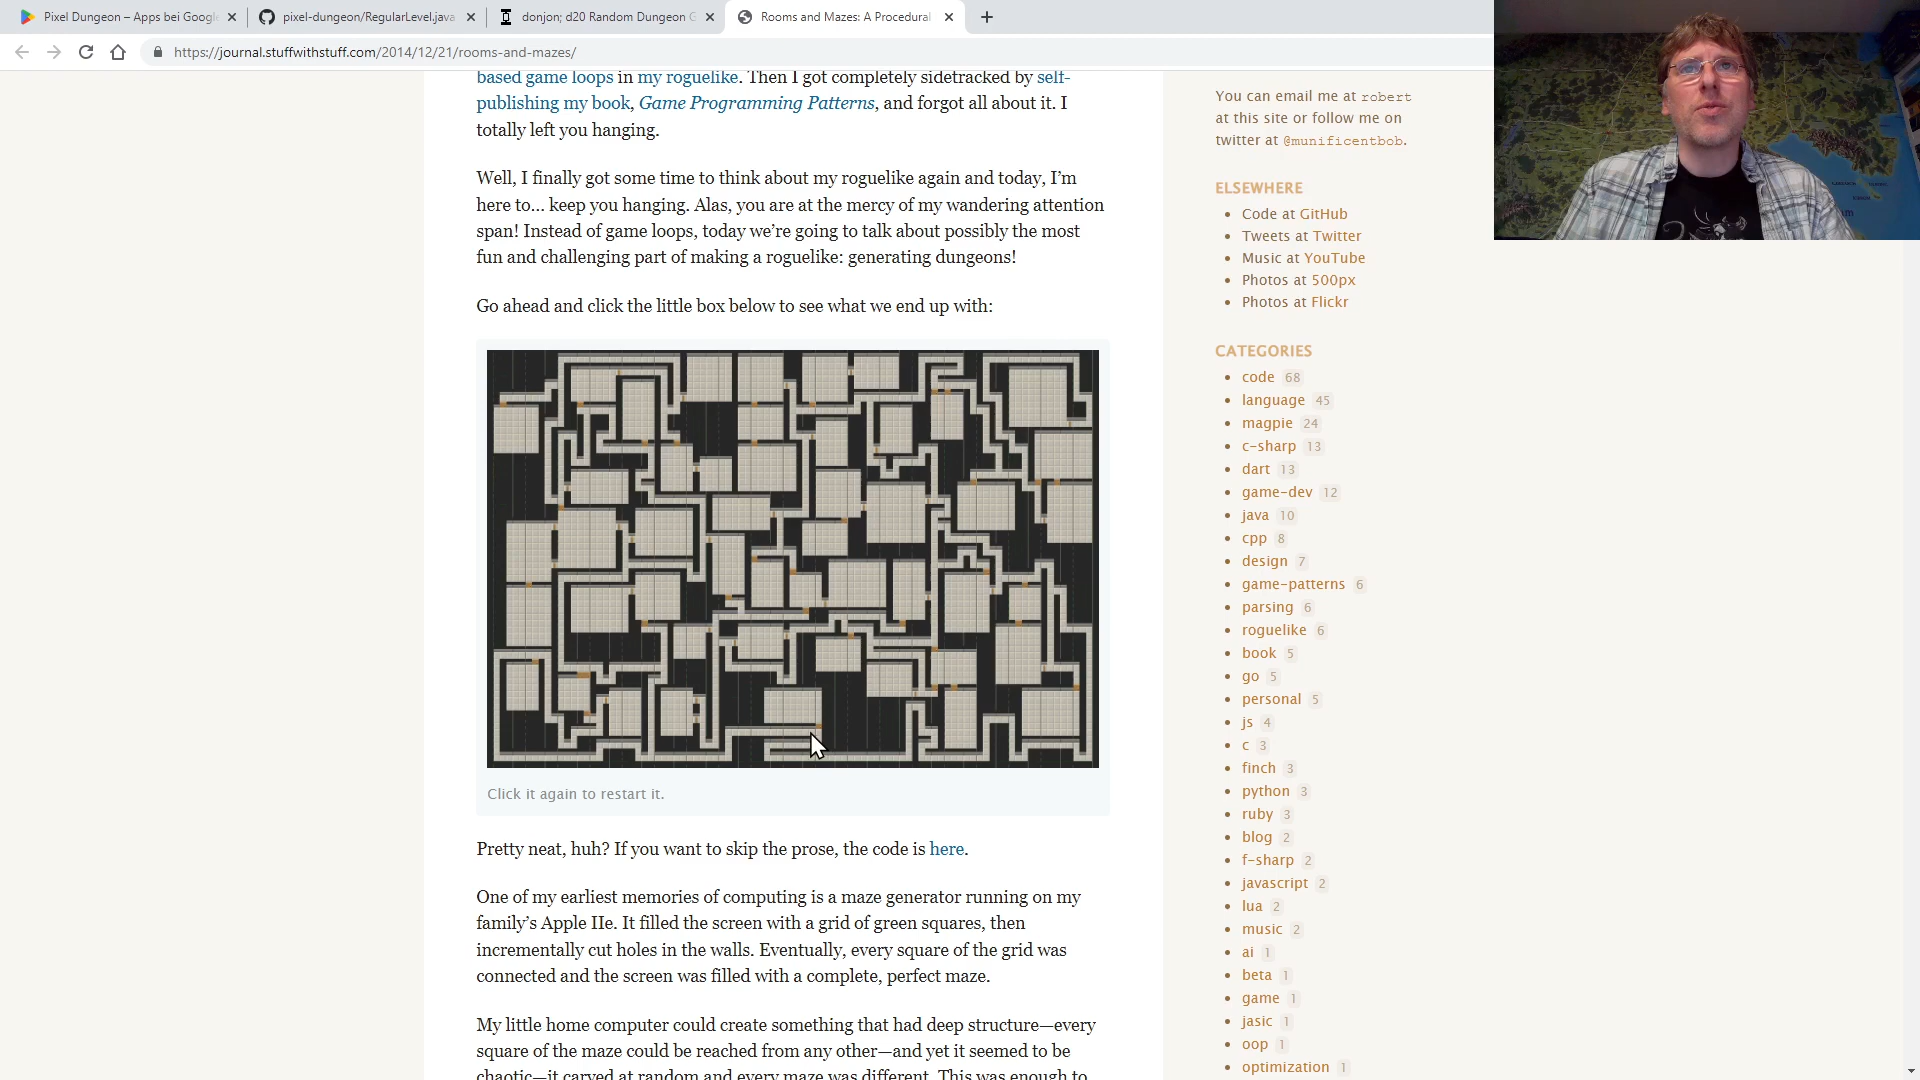 Pixel Dungeon – Apps bei Google
pixel-dungeon/RegularLevel.java
donjon; d20 Random Dungeon G
Rooms and Mazes: A Procedural
https://journal.stuffwithstuff.com/2014/12/21/rooms-and-mazes/
based game loops in my roguelike. Then I got completely sidetracked by self-
publishing my book, Game Programming Patterns, and forgot all about it. I
totally left you hanging.
Well, I finally got some time to think about my roguelike again and today, I’m
here to… keep you hanging. Alas, you are at the mercy of my wandering attention
span! Instead of game loops, today we’re going to talk about possibly the most
fun and challenging part of making a roguelike: generating dungeons!
Go ahead and click the little box below to see what we end up with:
Click it again to restart it.
Pretty neat, huh? If you want to skip the prose, the code is here.
One of my earliest memories of computing is a maze generator running on my
family’s Apple IIe. It filled the screen with a grid of green squares, then
incrementally cut holes in the walls. Eventually, every square of the grid was
connected and the screen was filled with a complete, perfect maze.
My little home computer could create something that had deep structure—every
square of the maze could be reached from any other—and yet it seemed to be
chaotic—it carved at random and every maze was different. This was enough to
You can email me at robert
at this site or follow me on
twitter at @munificentbob.
ELSEWHERE
Code at GitHub
Tweets at Twitter
Music at YouTube
Photos at 500px
Photos at Flickr
CATEGORIES
code 68
language 45
magpie 24
c-sharp 13
dart 13
game-dev 12
java 10
cpp 8
design 7
game-patterns 6
parsing 6
roguelike 6
book 5
go 5
personal 5
js 4
c 3
finch 3
python 3
ruby 3
blog 2
f-sharp 2
javascript 2
lua 2
music 2
ai 1
beta 1
game 1
jasic 1
oop 1
optimization 1